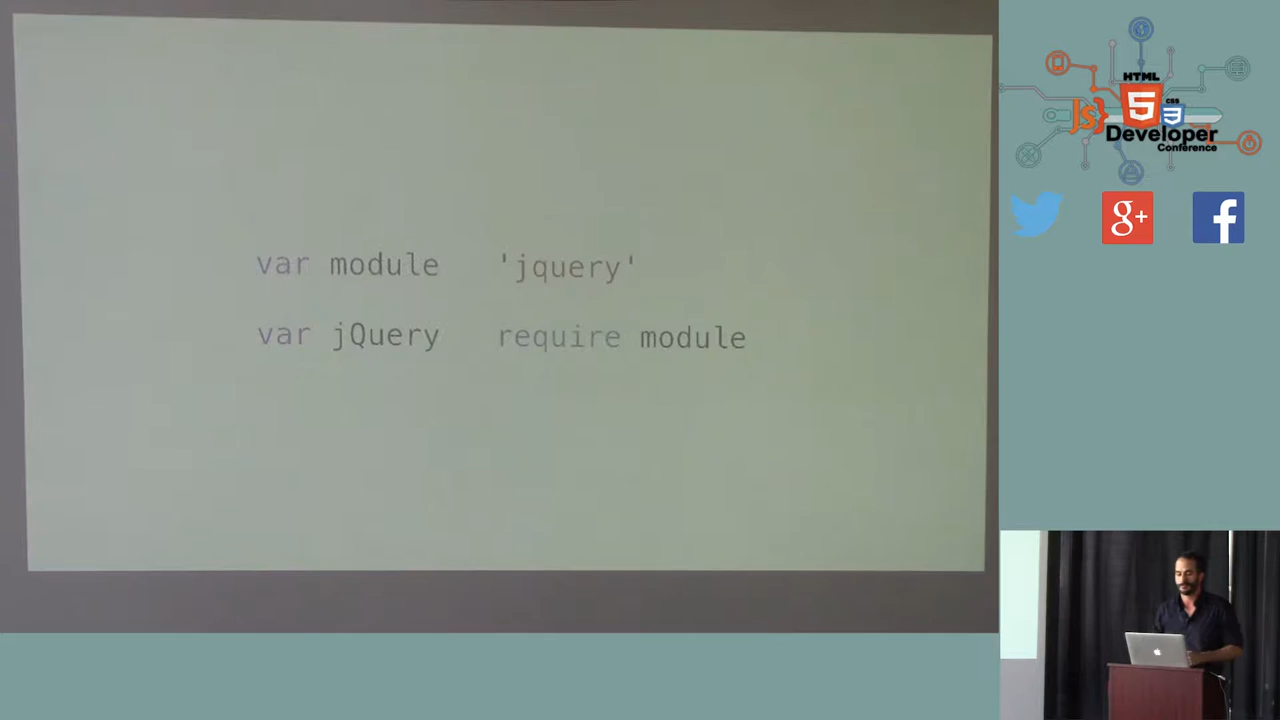 var module 'jquery'
var jQuery require module
HTML
5
CSS
3
JS}
Developer
Conference
g+
f